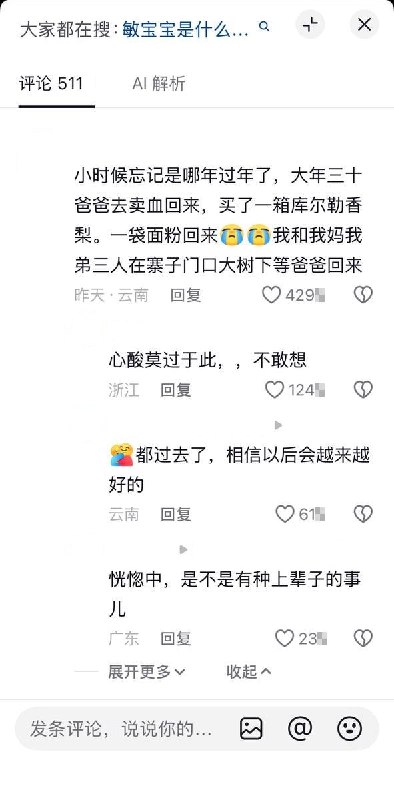 大家都在搜:敏宝宝是什么...
评论 511
AI 解析
小时候忘记是哪年过年了，大年三十
爸爸去卖血回来，买了一箱库尔勒香
梨。一袋面粉回来😭😭我和我妈我
弟三人在寨子门口大树下等爸爸回来
昨天·云南 回复 429
心酸莫过于此，，不敢想
浙江 回复 124
🫂都过去了，相信以后会越来越
好的
云南 回复 61
恍惚中，是不是有种上辈子的事
儿
广东 回复 23
展开更多 收起
发条评论，说说你的...